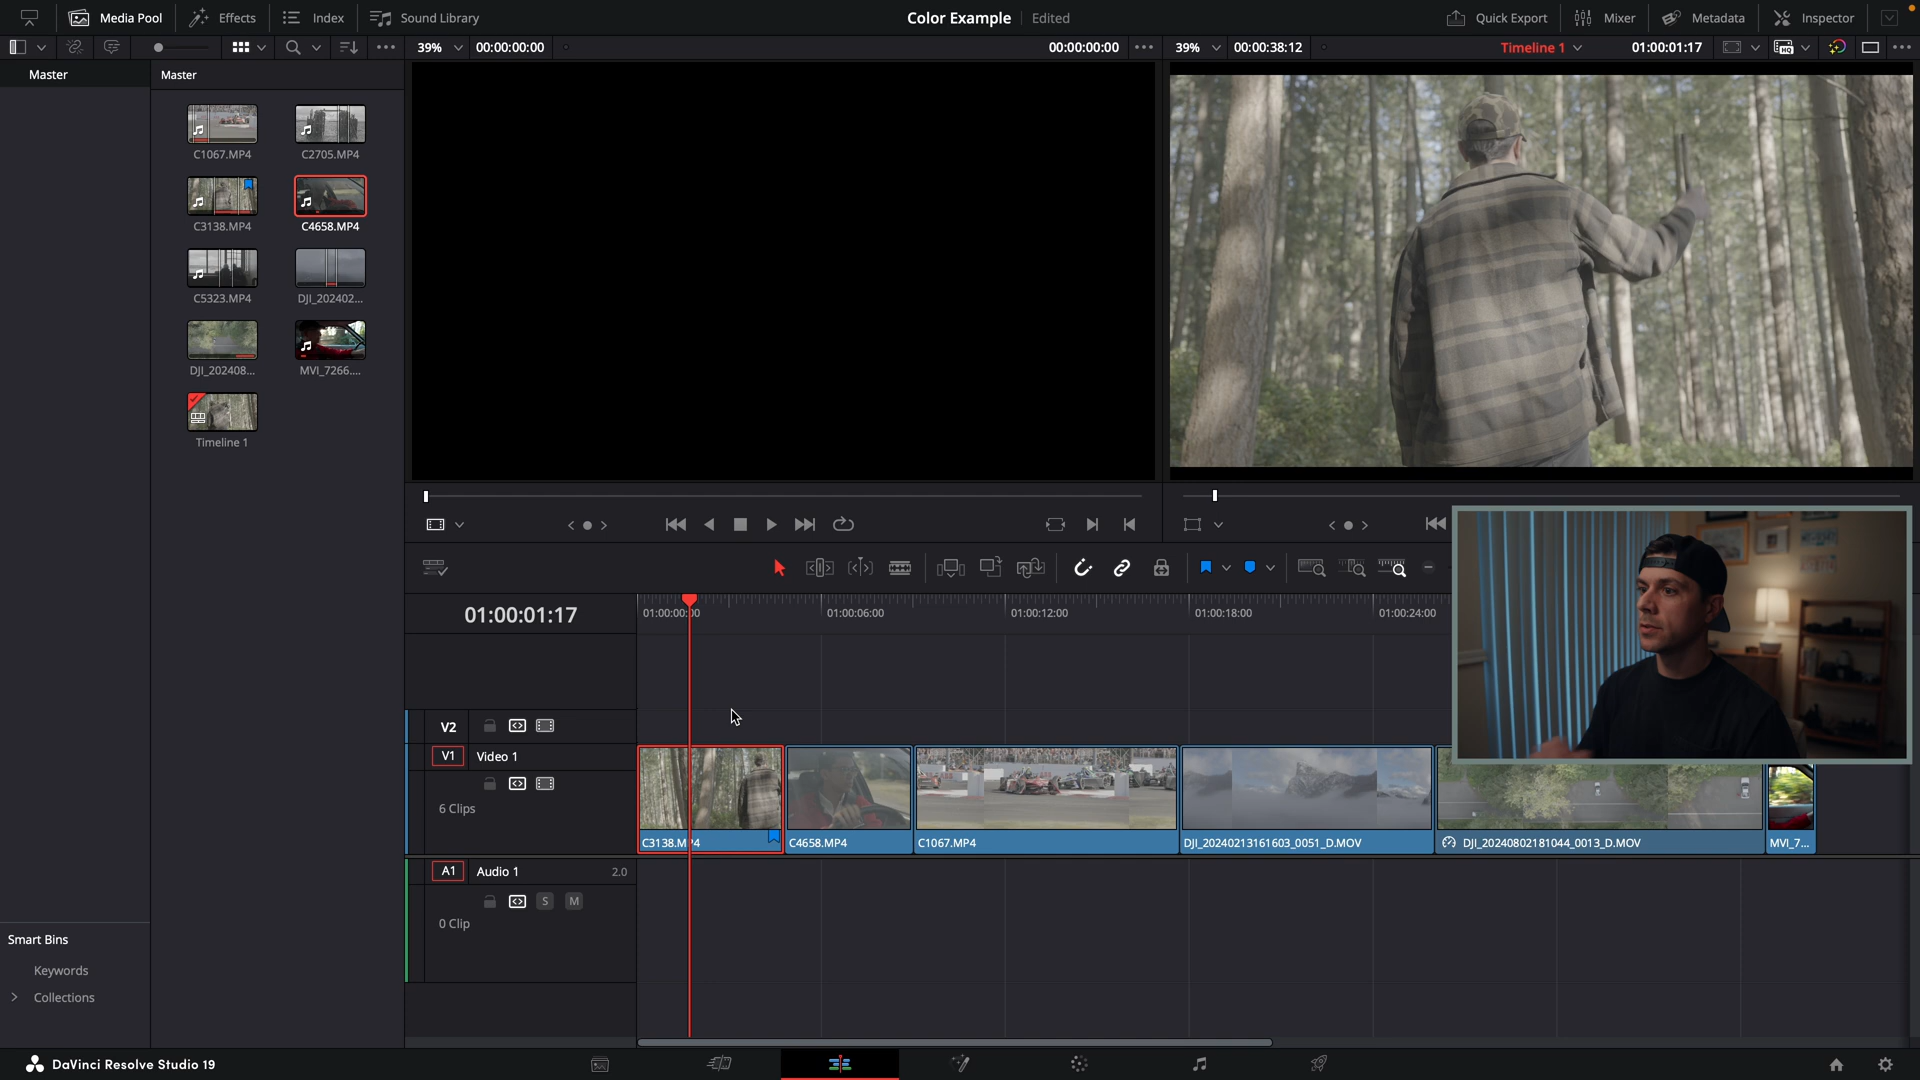 Media Pool
Effects
Index
Sound Library
Color Example
Edited
Quick Export
Mixer
Metadata
Inspector
39%
00:00:00:00
00:00:00:00
39%
00:00:38:12
Timeline 1
01:00:01:17
Master
Master
C1067.MP4
C2705.MP4
C3138.MP4
C4658.MP4
C5323.MP4
DJI_202402...
DJI_202408...
MVI_7266....
Timeline 1
01:00:01:17
01:00:00:00
01:00:06:00
01:00:12:00
01:00:18:00
01:00:24:00
V2
V1
Video 1
6 Clips
C3138.MP4
C4658.MP4
C1067.MP4
DJI_20240213161603_0051_D.MOV
DJI_20240802181044_0013_D.MOV
MVI_7...
A1
Audio 1
2.0
S
M
0 Clip
Smart Bins
Keywords
Collections
DaVinci Resolve Studio 19